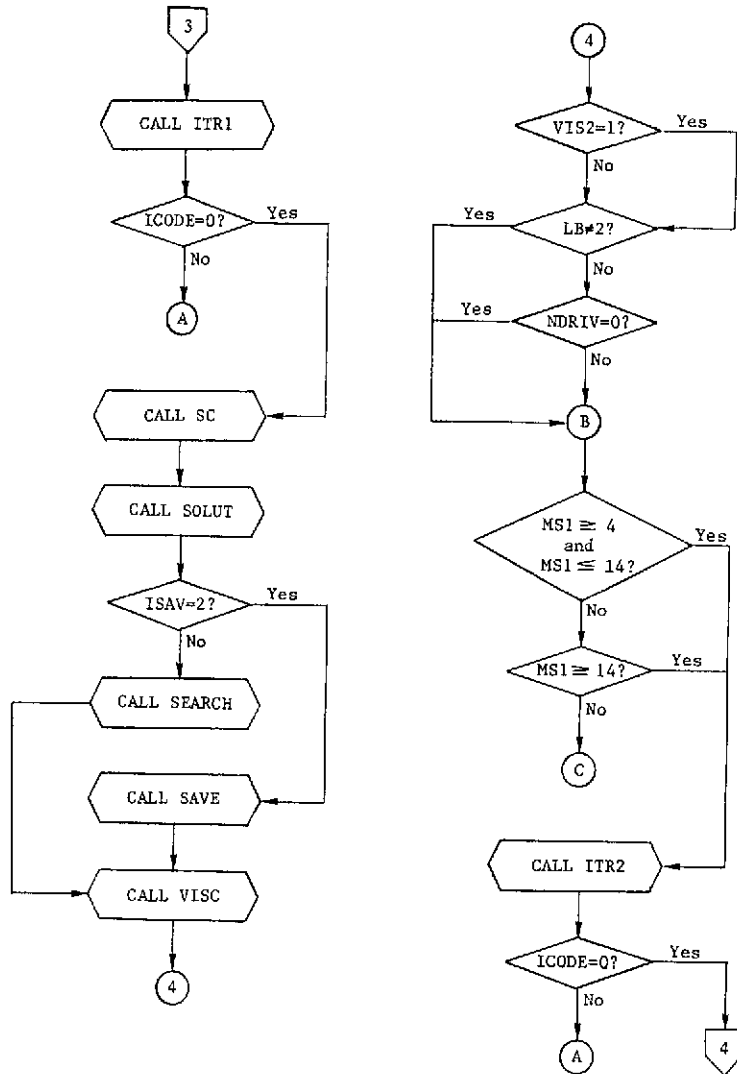 3
CALL ITR1
ICODE=0?
Yes
No
A
CALL SC
CALL SOLUT
ISAV=2?
Yes
No
CALL SEARCH
CALL SAVE
CALL VISC
4
4
VIS2=1?
Yes
No
Yes
LB≠2?
No
Yes
NDRIV=0?
No
B
MS1 ≧ 4
and
MS1 ≦ 14?
Yes
No
MS1 ≧ 14?
Yes
No
C
CALL ITR2
ICODE=0?
Yes
No
A
4